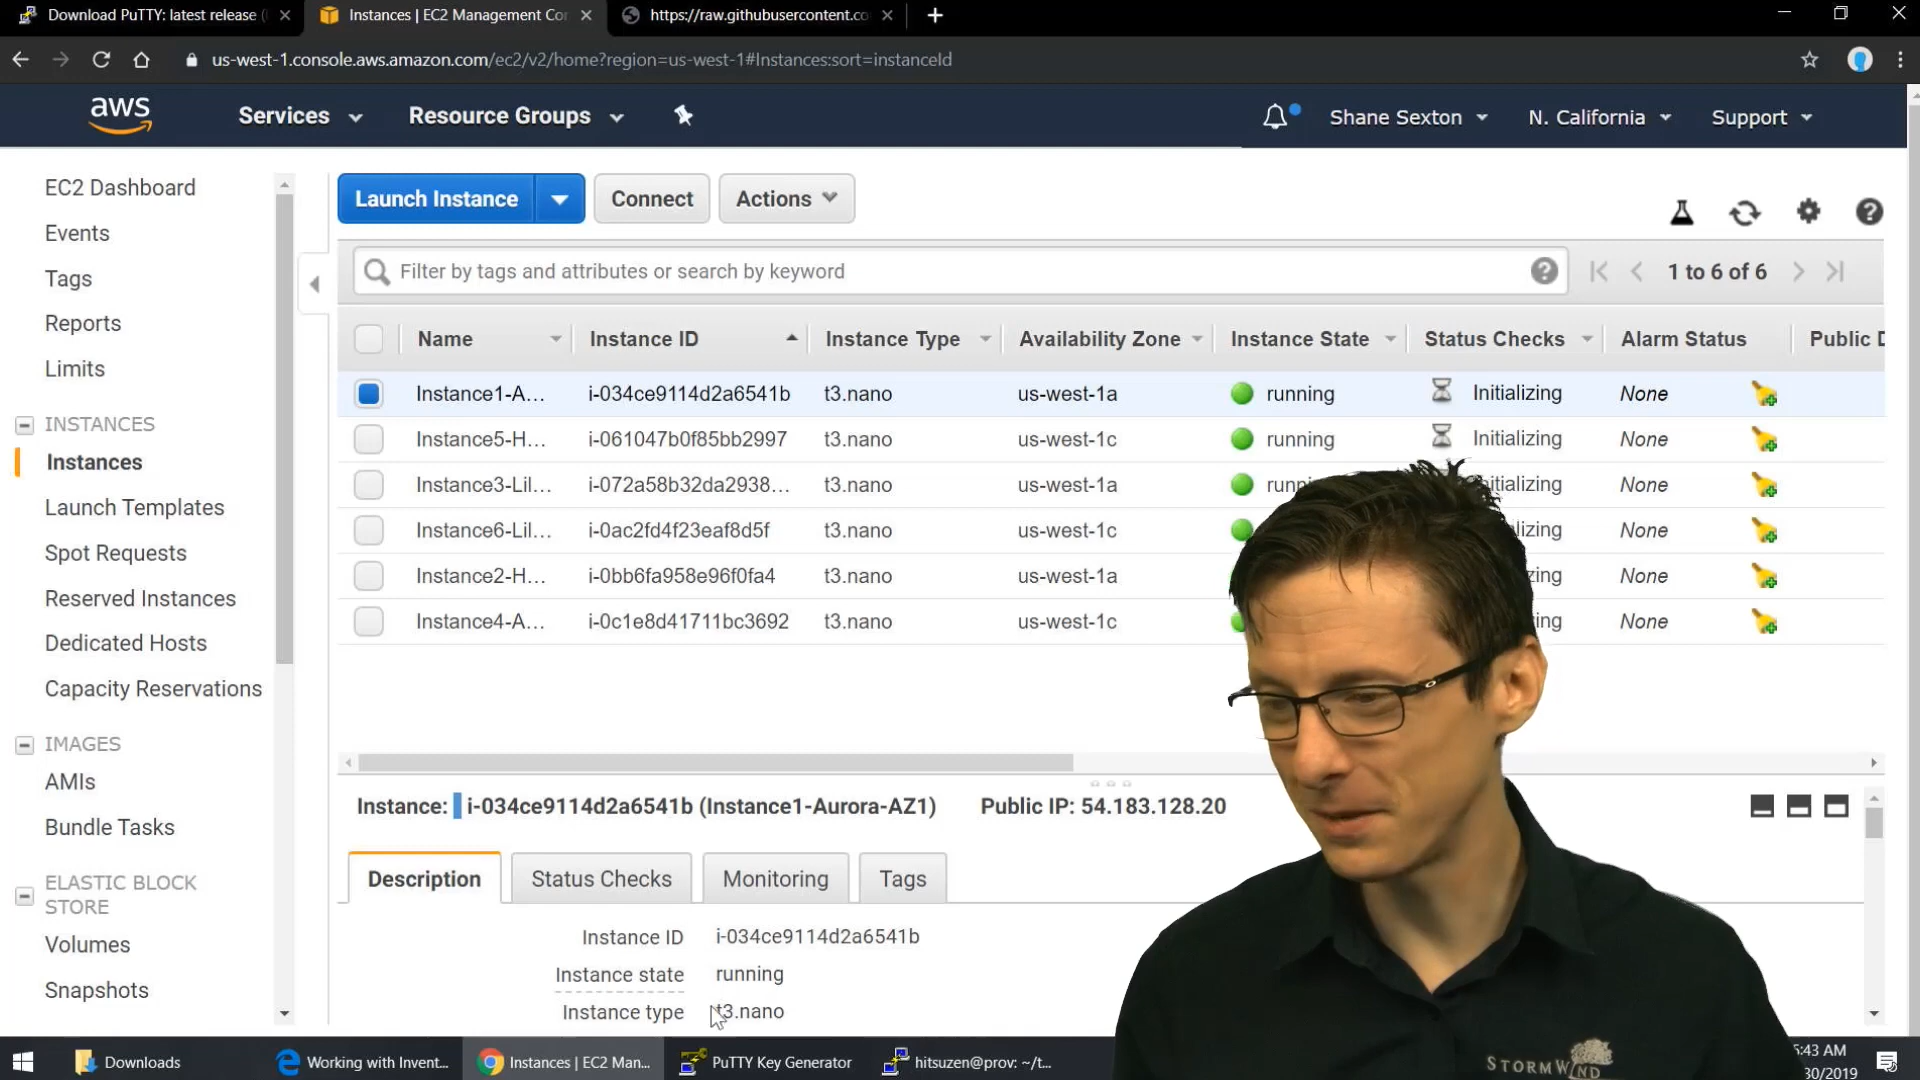 Download PuTTY: latest release (
Instances | EC2 Management Co
https://raw.githubusercontent.co
us-west-1.console.aws.amazon.com/ec2/v2/home?region=us-west-1#Instances:sort=instanceId
aws Services Resource Groups Shane Sexton N. California Support
EC2 Dashboard
Events
Tags
Reports
Limits
INSTANCES
Instances
Launch Templates
Spot Requests
Reserved Instances
Dedicated Hosts
Capacity Reservations
IMAGES
AMIs
Bundle Tasks
ELASTIC BLOCK
STORE
Volumes
Snapshots
Launch Instance Connect Actions
Filter by tags and attributes or search by keyword 1 to 6 of 6
Name Instance ID Instance Type Availability Zone Instance State Status Checks Alarm Status Public D
Instance1-A... i-034ce9114d2a6541b t3.nano us-west-1a running Initializing None
Instance5-H... i-061047b0f85bb2997 t3.nano us-west-1c running Initializing None
Instance3-Lil... i-072a58b32da2938... t3.nano us-west-1a None
Instance6-Lil... i-0ac2fd4f23eaf8d5f t3.nano us-west-1c None
Instance2-H... i-0bb6fa958e96f0fa4 t3.nano us-west-1a None
Instance4-A... i-0c1e8d41711bc3692 t3.nano us-west-1c None
Instance: i-034ce9114d2a6541b (Instance1-Aurora-AZ1) Public IP: 54.183.128.20
Description Status Checks Monitoring Tags
Instance ID i-034ce9114d2a6541b
Instance state running
Instance type t3.nano
Downloads Working with Invent... Instances | EC2 Man... PuTTY Key Generator hitsuzen@prov: ~/t...
:43 AM
30/2019
STORMWIND